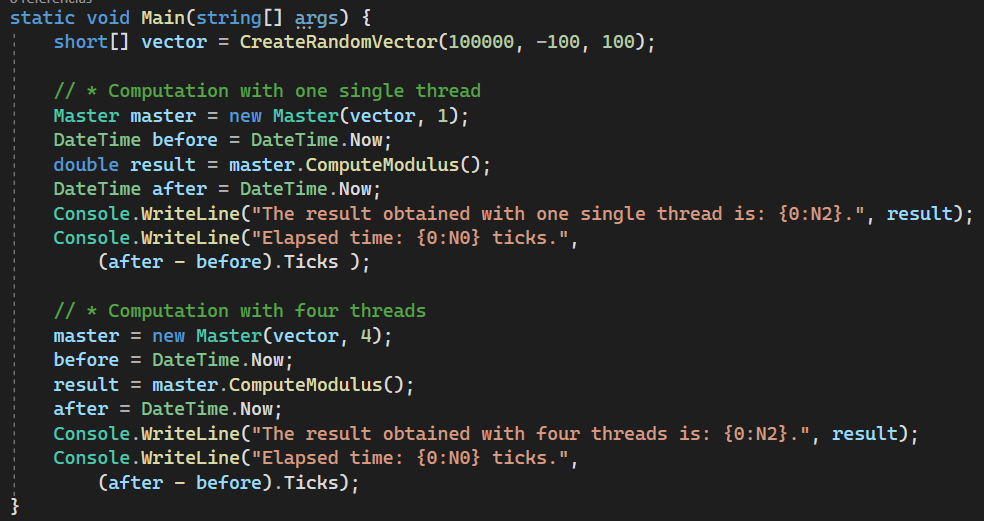 0 referencias
static void Main(string[] args) {
short[] vector = CreateRandomVector(100000, -100, 100);
// * Computation with one single thread
Master master = new Master(vector, 1);
DateTime before = DateTime.Now;
double result = master.ComputeModulus();
DateTime after = DateTime.Now;
Console.WriteLine("The result obtained with one single thread is: {0:N2}.", result);
Console.WriteLine("Elapsed time: {0:N0} ticks.",
(after - before).Ticks );
// * Computation with four threads
master = new Master(vector, 4);
before = DateTime.Now;
result = master.ComputeModulus();
after = DateTime.Now;
Console.WriteLine("The result obtained with four threads is: {0:N2}.", result);
Console.WriteLine("Elapsed time: {0:N0} ticks.",
(after - before).Ticks);
}